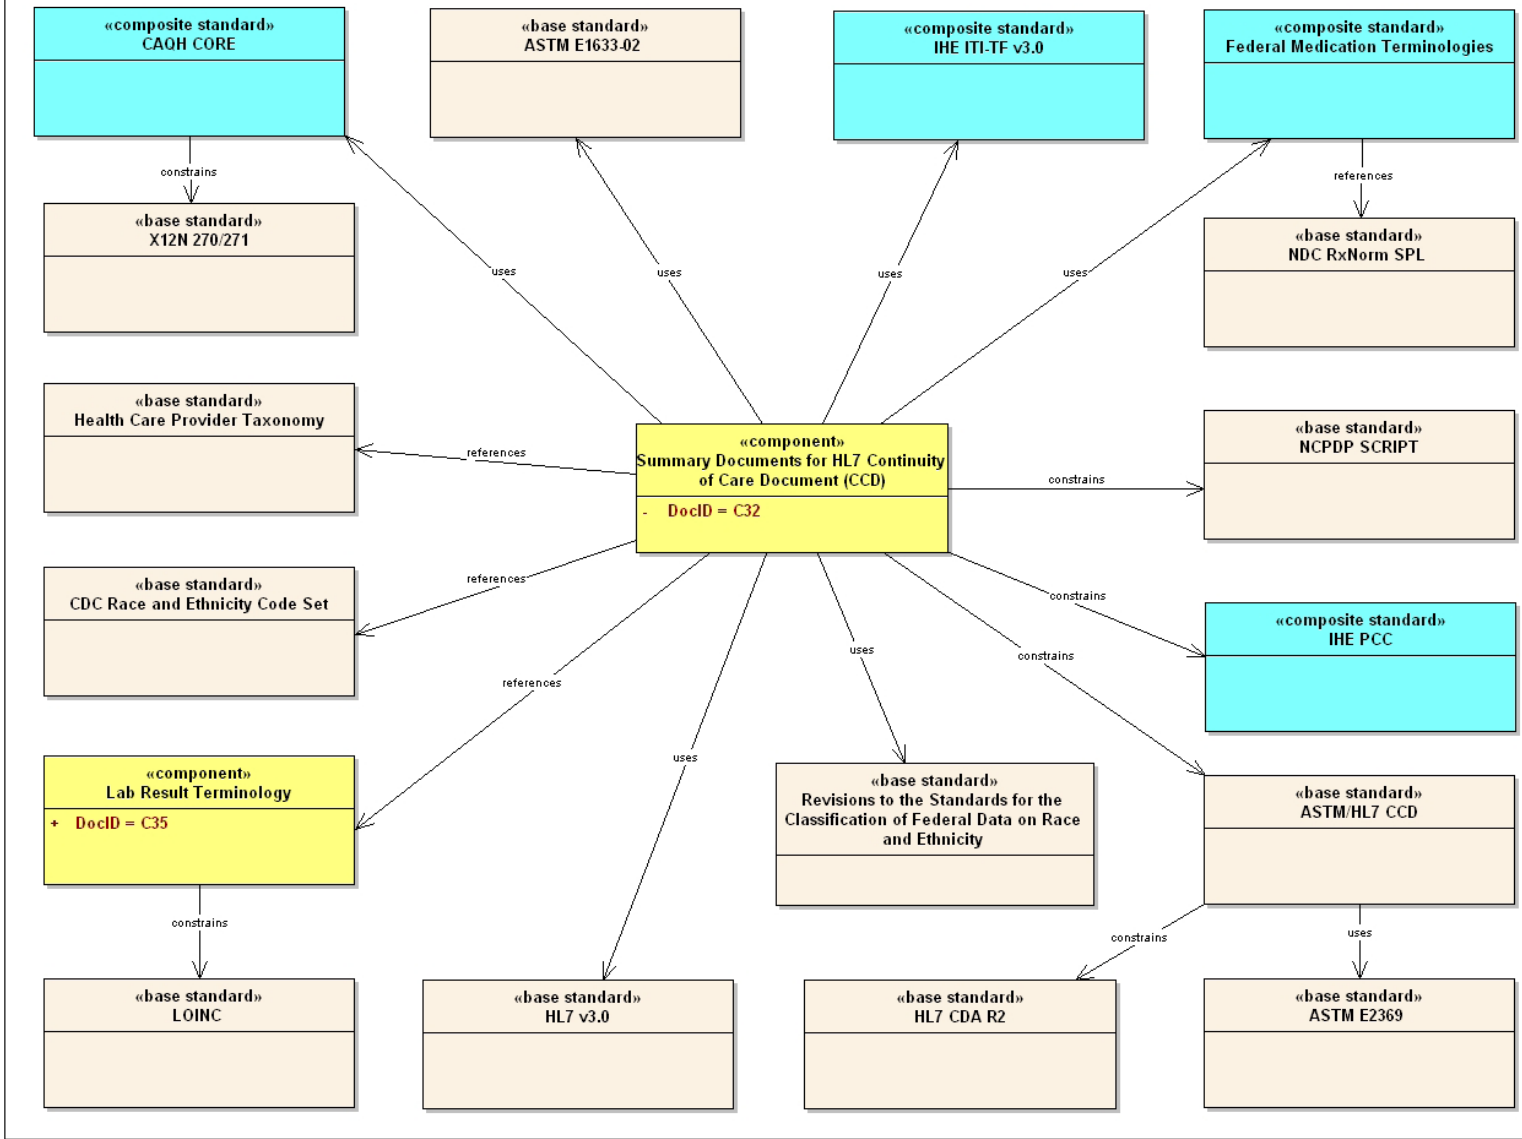 «composite standard»
CAQH CORE
«base standard»
ASTM E1633-02
«composite standard»
IHE ITI-TF v3.0
«composite standard»
Federal Medication Terminologies
constrains
references
«base standard»
X12N 270/271
«base standard»
NDC RxNorm SPL
uses
uses
uses
uses
«base standard»
Health Care Provider Taxonomy
references
«component»
Summary Documents for HL7 Continuity
of Care Document (CCD)
- DocID = C32
constrains
«base standard»
NCPDP SCRIPT
«base standard»
CDC Race and Ethnicity Code Set
references
constrains
«composite standard»
IHE PCC
references
uses
uses
constrains
«component»
Lab Result Terminology
+ DocID = C35
«base standard»
Revisions to the Standards for the
Classification of Federal Data on Race
and Ethnicity
«base standard»
ASTM/HL7 CCD
constrains
constrains
uses
«base standard»
LOINC
«base standard»
HL7 v3.0
«base standard»
HL7 CDA R2
«base standard»
ASTM E2369